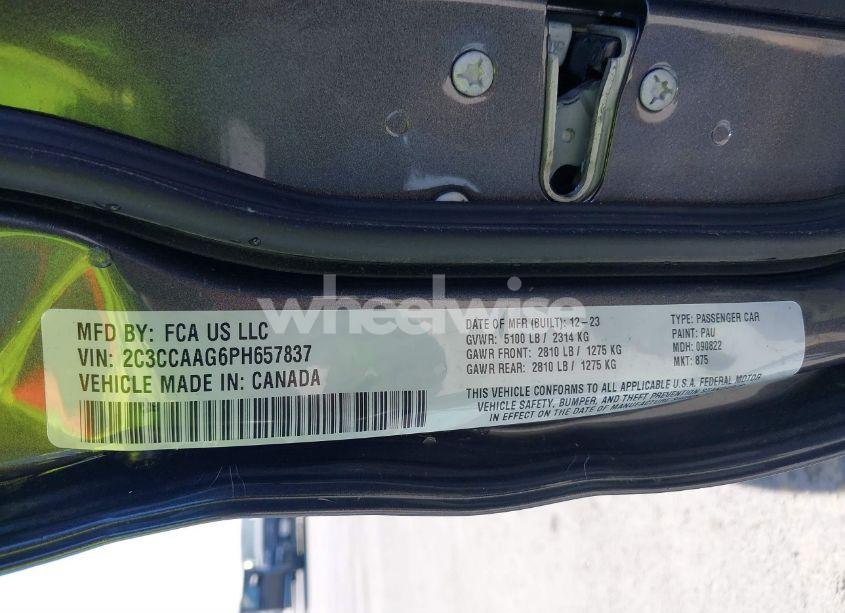 MFD BY: FCA US LLC
VIN: 2C3CCAAG6PH657837
VEHICLE MADE IN: CANADA
DATE OF MFR (BUILT): 12-23
GVWR: 5100 LB / 2314 KG
GAWR FRONT: 2810 LB / 1275 KG
GAWR REAR: 2810 LB / 1275 KG
TYPE: PASSENGER CAR
PAINT: PAU
MDH: 090822
MKT: 875
THIS VEHICLE CONFORMS TO ALL APPLICABLE U.S.A. FEDERAL MOTOR
VEHICLE SAFETY, BUMPER, AND THEFT PREVENTION
IN EFFECT ON THE DATE OF MANUFACTURE
wheelwise